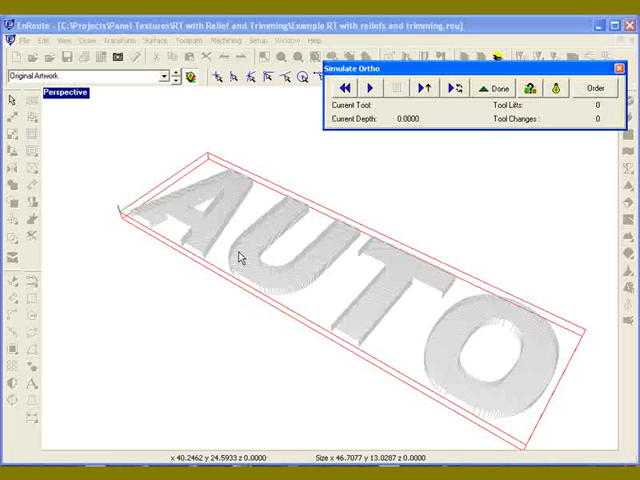 EnRoute - [C:\Projects\Panel Textures\RT with Relief and Trimming\Example RT with reliefs and trimming.rou]
File Edit View Draw Transform Surface Toolpath Machining Setup Window Help
Original Artwork
Simulate Ortho
Done
Order
Current Tool:
Tool Lifts: 0
Current Depth: 0.0000
Tool Changes : 0
Perspective
AUTO
x 40.2462 y 24.5933 z 0.0000
Size x 46.7077 y 13.0287 z 0.0000